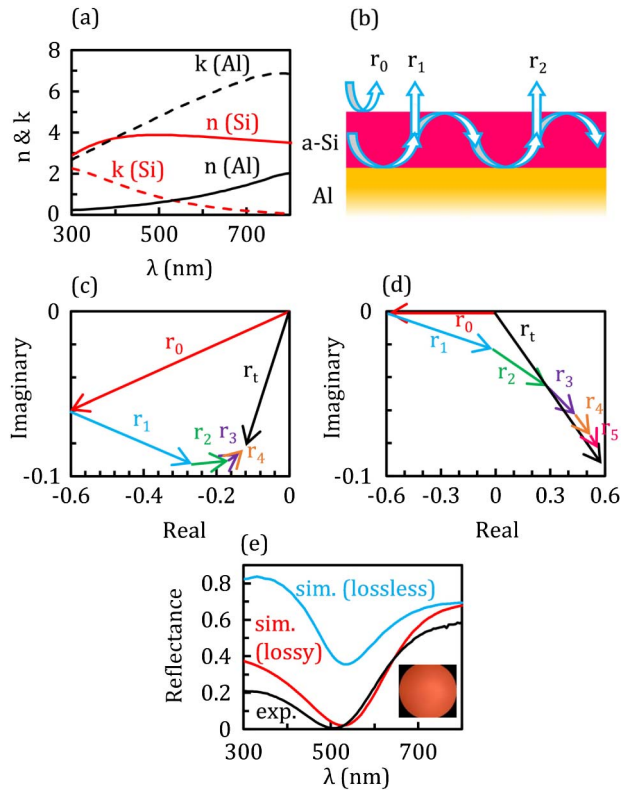 (a)
n & k
8
6
4
2
0
k (Al)
n (Si)
k (Si)
n (Al)
300
500
700
λ (nm)
(b)
r0
r1
r2
a-Si
Al
(c)
Imaginary
0
-0.1
r0
r1
r2
r3
r4
rt
-0.6
-0.4
-0.2
0
Real
(d)
Imaginary
0
-0.1
r0
r1
r2
r3
r4
r5
rt
-0.6
-0.3
0
0.3
0.6
Real
(e)
Reflectance
0.8
0.6
0.4
0.2
0
sim. (lossless)
sim.
(lossy)
exp.
300
500
700
λ (nm)